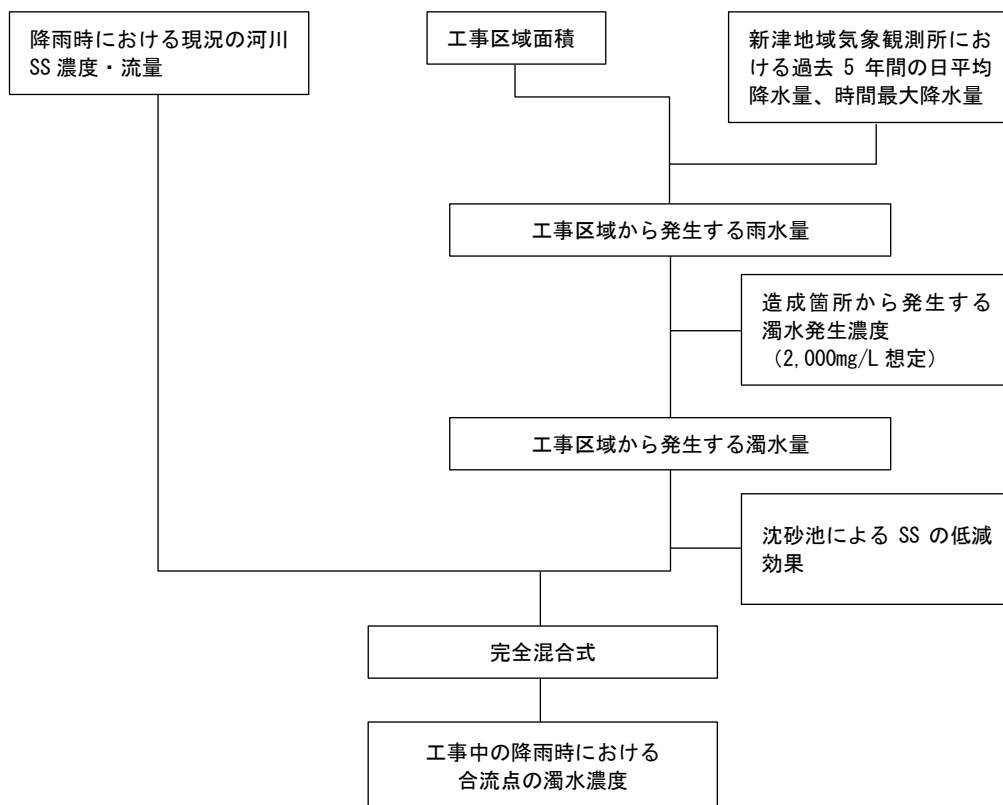 降雨時における現況の河川
SS 濃度・流量
工事区域面積
新津地域気象観測所にお
ける過去 5 年間の日平均
降水量、時間最大降水量
工事区域から発生する雨水量
造成箇所から発生する
濁水発生濃度
（2,000mg/L 想定）
工事区域から発生する濁水量
沈砂池による SS の低減
効果
完全混合式
工事中の降雨時における
合流点の濁水濃度